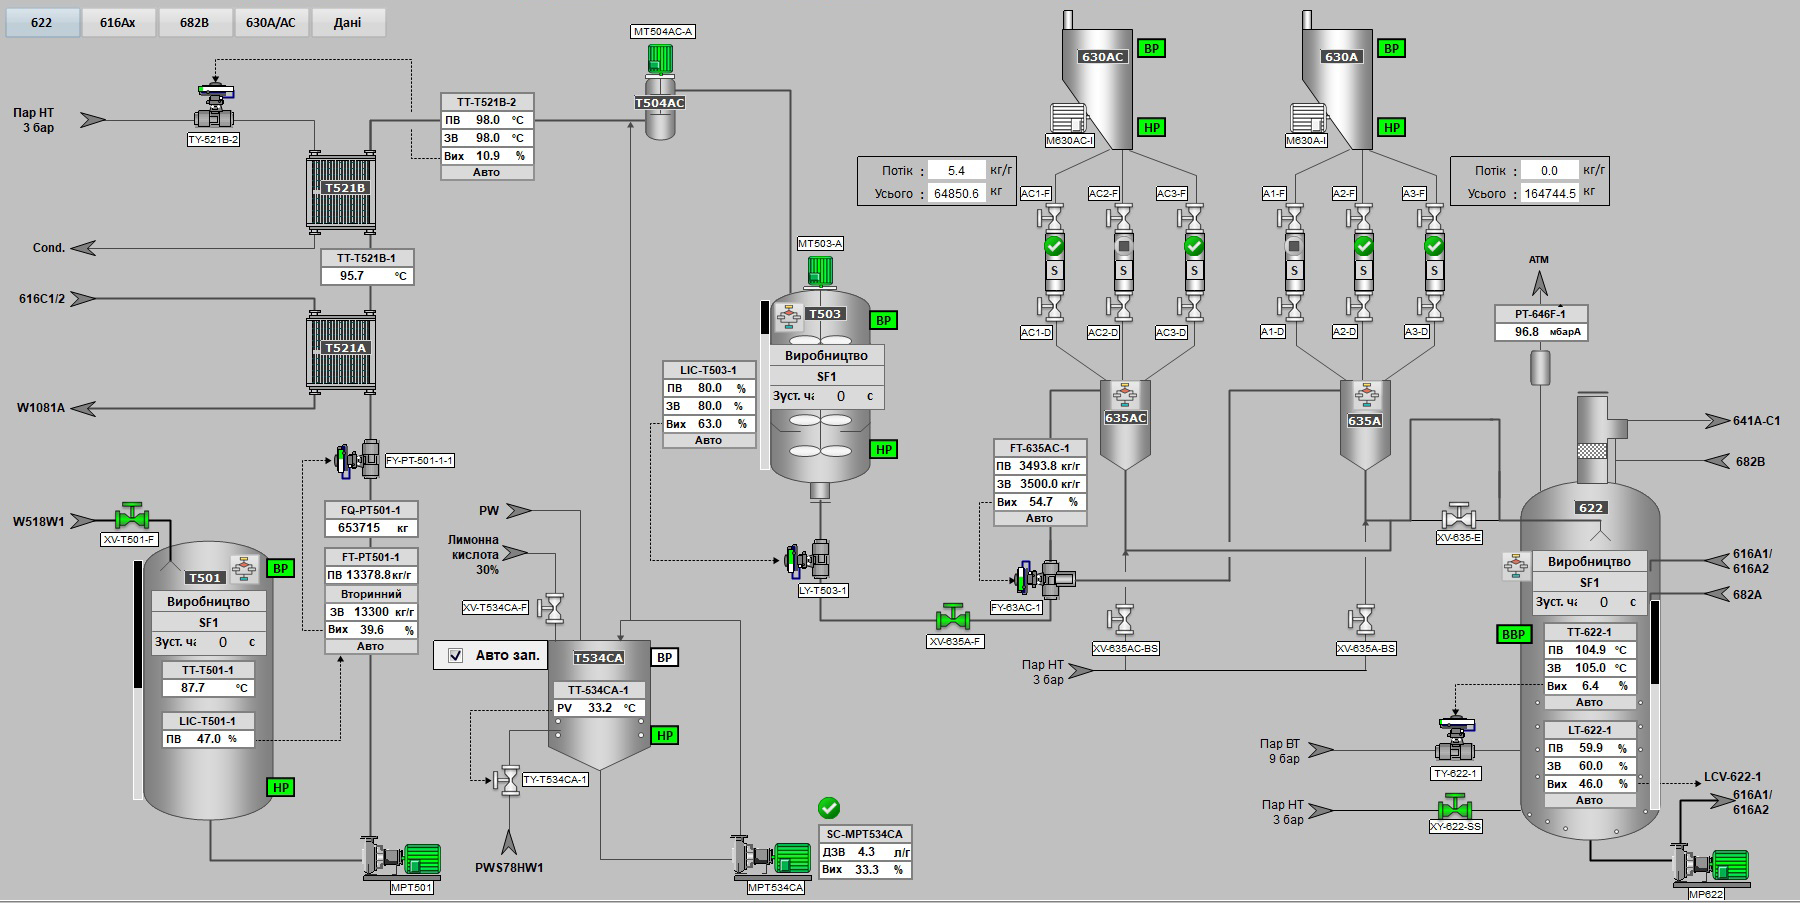 622
616Ax
682B
630A/AC
Дані
MT504AC-A
T504AC
Пар НТ
3 бар
TY-521B-2
TT-T521B-2
ПВ 98.0 °C
ЗВ 98.0 °C
Вих 10.9 %
Авто
T521B
Cond.
TT-T521B-1
95.7 °C
616C1/2
T521A
W1081A
FY-PT-501-1-1
W518W1
XV-T501-F
FQ-PT501-1
653715 кг
FT-PT501-1
ПВ 13378.8 кг/г
Вторинний
ЗВ 13300 кг/г
Вих 39.6 %
Авто
T501
ВР
Виробництво
SF1
Зуст. ча 0 с
TT-T501-1
87.7 °C
LIC-T501-1
ПВ 47.0 %
НР
MPT501
PW
Лимонна
кислота
30%
XV-T534CA-F
Авто зап.
T534CA
ВР
TT-534CA-1
PV 33.2 °C
НР
TY-T534CA-1
PWS78HW1
MPT534CA
SC-MPT534CA
ДЗВ 4.3 л/г
Вих 33.3 %
MT503-A
T503
ВР
Виробництво
SF1
Зуст. ча 0 с
НР
LIC-T503-1
ПВ 80.0 %
ЗВ 80.0 %
Вих 63.0 %
Авто
LY-T503-1
XV-635A-F
630AC
ВР
НР
M630AC-I
Потік : 5.4 кг/г
Усього : 64850.6 кг
AC1-F
AC2-F
AC3-F
S
S
S
AC1-D
AC2-D
AC3-D
635AC
630A
ВР
НР
M630A-I
Потік : 0.0 кг/г
Усього : 164744.5 кг
A1-F
A2-F
A3-F
S
S
S
A1-D
A2-D
A3-D
635A
FT-635AC-1
ПВ 3493.8 кг/г
ЗВ 3500.0 кг/г
Вих 54.7 %
Авто
FY-63AC-1
XV-635AC-BS
XV-635A-BS
Пар НТ
3 бар
ATM
PT-646F-1
96.8 мбарА
641A-C1
682B
622
XV-635-E
Виробництво
SF1
Зуст. ча 0 с
616A1/
616A2
682A
ВВР
TT-622-1
ПВ 104.9 °C
ЗВ 105.0 °C
Вих 6.4 %
Авто
LT-622-1
ПВ 59.9 %
ЗВ 60.0 %
Вих 46.0 %
Авто
Пар ВТ
9 бар
TY-622-1
Пар НТ
3 бар
XY-622-SS
LCV-622-1
616A1/
616A2
MP622